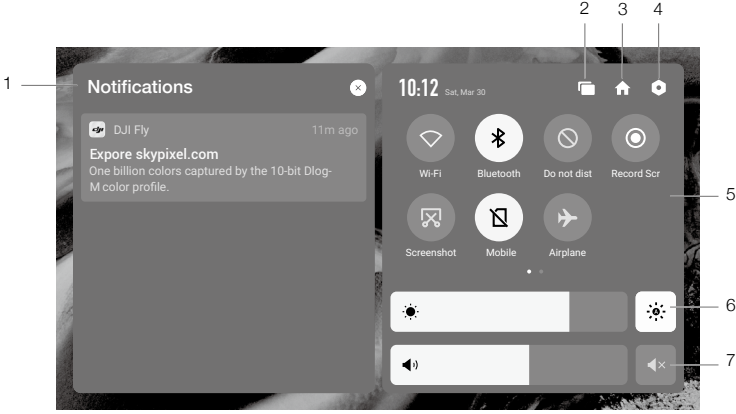 2
3
4
1
Notifications
10:12 Sat, Mar 30
DJI Fly
11m ago
Expore skypixel.com
One billion colors captured by the 10-bit Dlog-
M color profile.
Wi-Fi
Bluetooth
Do not dist
Record Scr
5
Screenshot
Mobile
Airplane
6
7